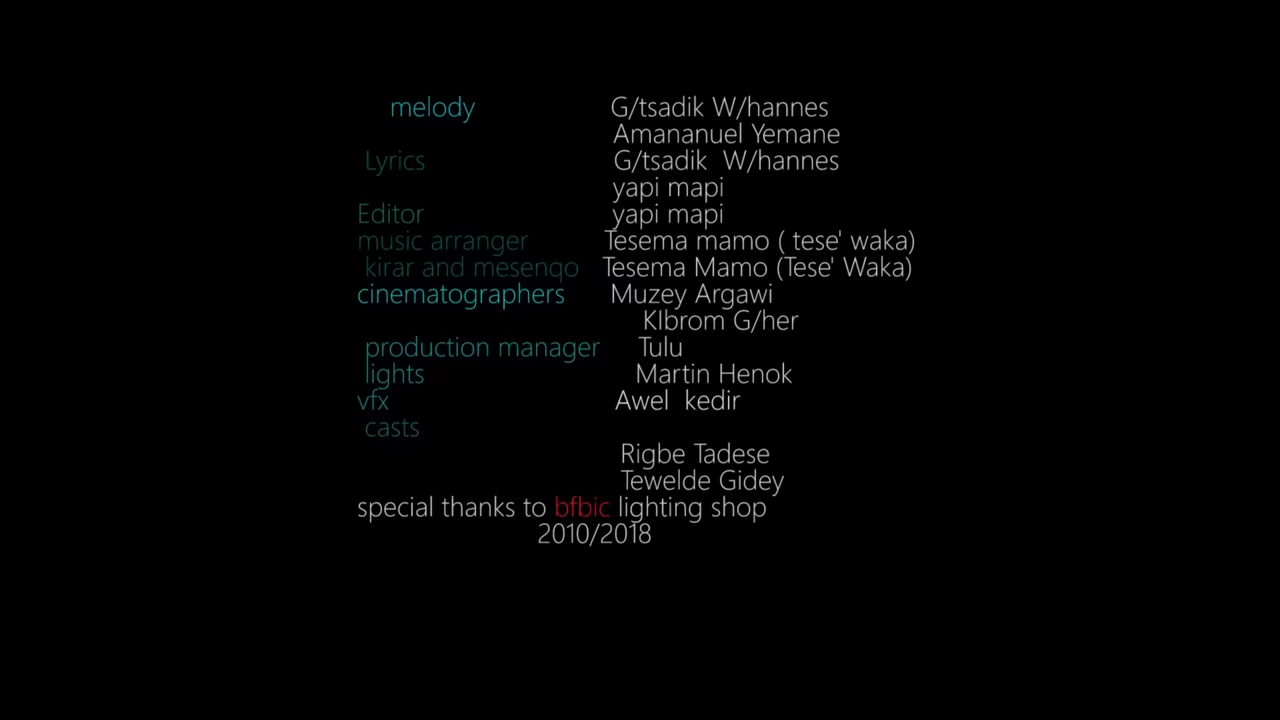 melody G/tsadik W/hannes
Amananuel Yemane
Lyrics G/tsadik W/hannes
yapi mapi
Editor yapi mapi
music arranger Tesema mamo ( tese' waka)
kirar and mesenqo Tesema Mamo (Tese' Waka)
cinematographers Muzey Argawi
KIbrom G/her
production manager Tulu
lights Martin Henok
vfx Awel kedir
casts
Rigbe Tadese
Tewelde Gidey
special thanks to bfbic lighting shop
2010/2018